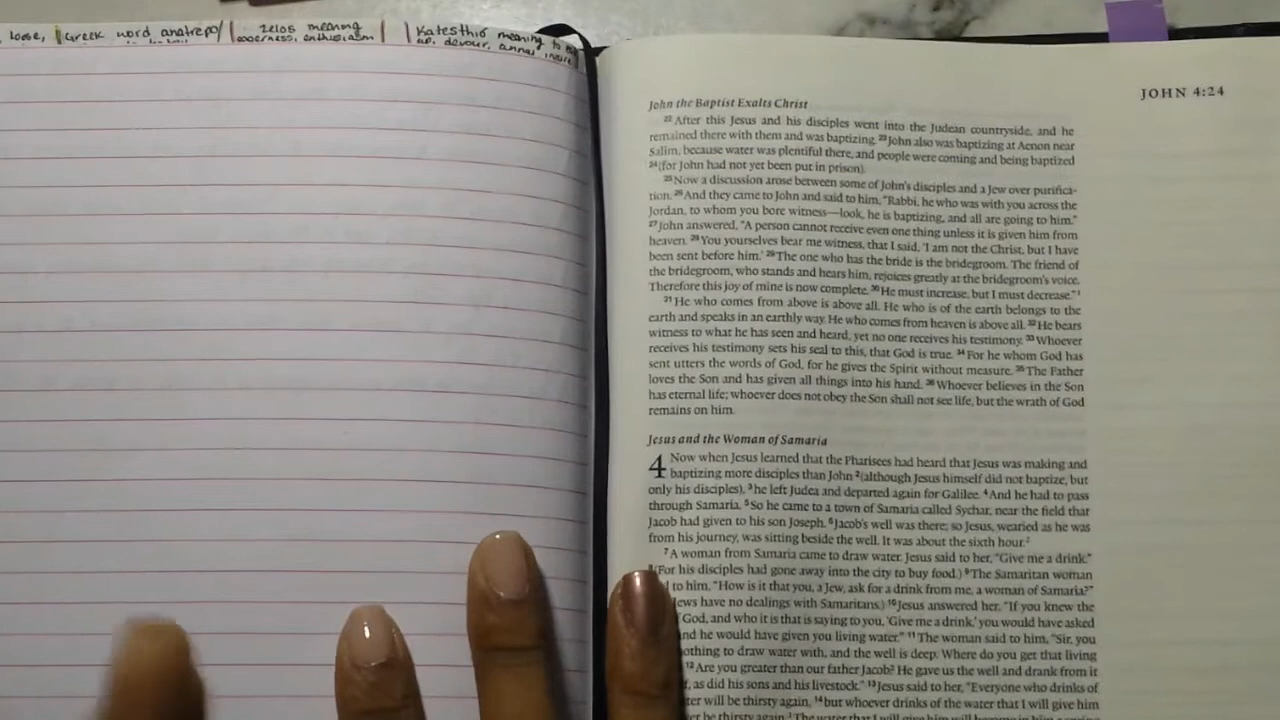 loose, | Greek word anatrepo/ | zelos meaning | Katesthio meaning to
eagerness, enthusiasm | up, devour, annul
JOHN 4:24
John the Baptist Exalts Christ
22 After this Jesus and his disciples went into the Judean countryside, and he
remained there with them and was baptizing. 23 John also was baptizing at Aenon near
Salim, because water was plentiful there, and people were coming and being baptized
24 (for John had not yet been put in prison).
25 Now a discussion arose between some of John's disciples and a Jew over purifica-
tion. 26 And they came to John and said to him, "Rabbi, he who was with you across the
Jordan, to whom you bore witness—look, he is baptizing, and all are going to him."
27 John answered, "A person cannot receive even one thing unless it is given him from
heaven. 28 You yourselves bear me witness, that I said, 'I am not the Christ, but I have
been sent before him.' 29 The one who has the bride is the bridegroom. The friend of
the bridegroom, who stands and hears him, rejoices greatly at the bridegroom's voice.
Therefore this joy of mine is now complete. 30 He must increase, but I must decrease." 1
31 He who comes from above is above all. He who is of the earth belongs to the
earth and speaks in an earthly way. He who comes from heaven is above all. 32 He bears
witness to what he has seen and heard, yet no one receives his testimony. 33 Whoever
receives his testimony sets his seal to this, that God is true. 34 For he whom God has
sent utters the words of God, for he gives the Spirit without measure. 35 The Father
loves the Son and has given all things into his hand. 36 Whoever believes in the Son
has eternal life; whoever does not obey the Son shall not see life, but the wrath of God
remains on him.
Jesus and the Woman of Samaria
4 Now when Jesus learned that the Pharisees had heard that Jesus was making and
baptizing more disciples than John 2 (although Jesus himself did not baptize, but
only his disciples), 3 he left Judea and departed again for Galilee. 4 And he had to pass
through Samaria. 5 So he came to a town of Samaria called Sychar, near the field that
Jacob had given to his son Joseph. 6 Jacob's well was there; so Jesus, wearied as he was
from his journey, was sitting beside the well. It was about the sixth hour. 2
7 A woman from Samaria came to draw water. Jesus said to her, "Give me a drink."
8 (For his disciples had gone away into the city to buy food.) 9 The Samaritan woman
to him, "How is it that you, a Jew, ask for a drink from me, a woman of Samaria?"
Jews have no dealings with Samaritans.) 10 Jesus answered her, "If you knew the
God, and who it is that is saying to you, 'Give me a drink,' you would have asked
and he would have given you living water." 11 The woman said to him, "Sir, you
nothing to draw water with, and the well is deep. Where do you get that living
12 Are you greater than our father Jacob? He gave us the well and drank from it
as did his sons and his livestock." 13 Jesus said to her, "Everyone who drinks of
will be thirsty again, 14 but whoever drinks of the water that I will give him
be thirsty again. The water that I will give him will become in him